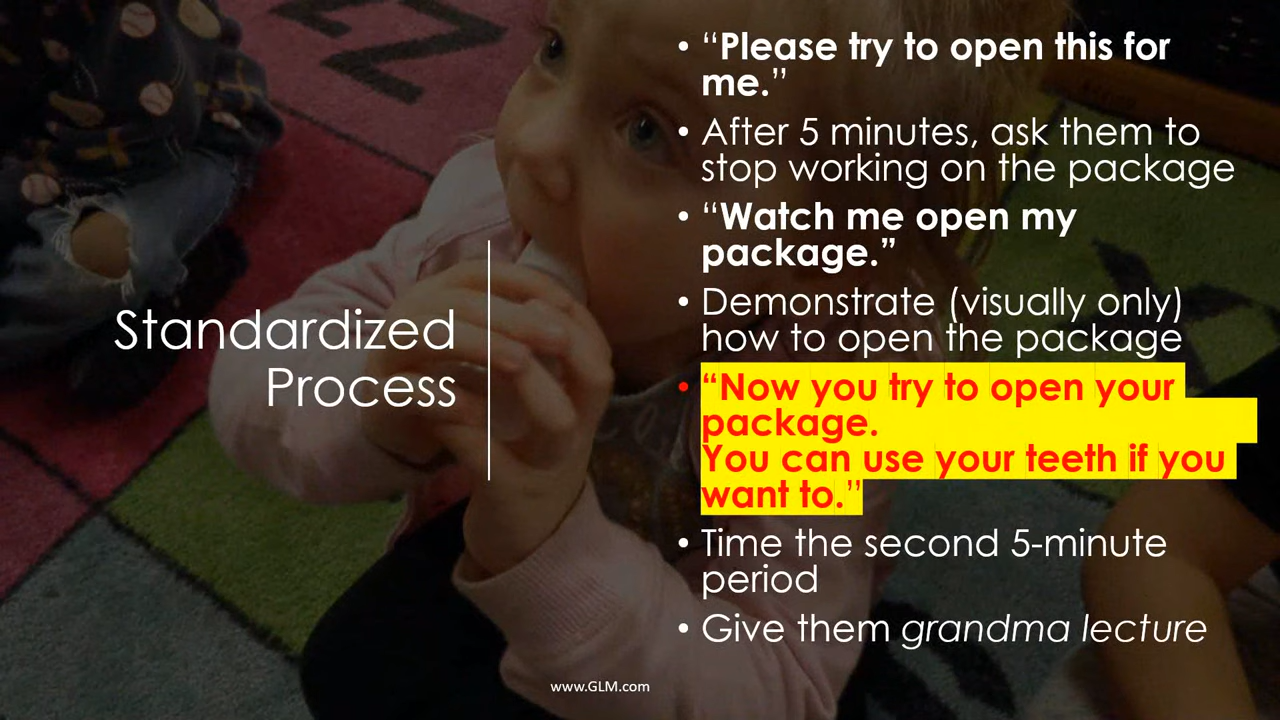 Standardized
Process
• “Please try to open this for
me.”
• After 5 minutes, ask them to
stop working on the package
• “Watch me open my
package.”
• Demonstrate (visually only)
how to open the package
• “Now you try to open your
package.
You can use your teeth if you
want to.”
• Time the second 5-minute
period
• Give them grandma lecture
www.GLM.com